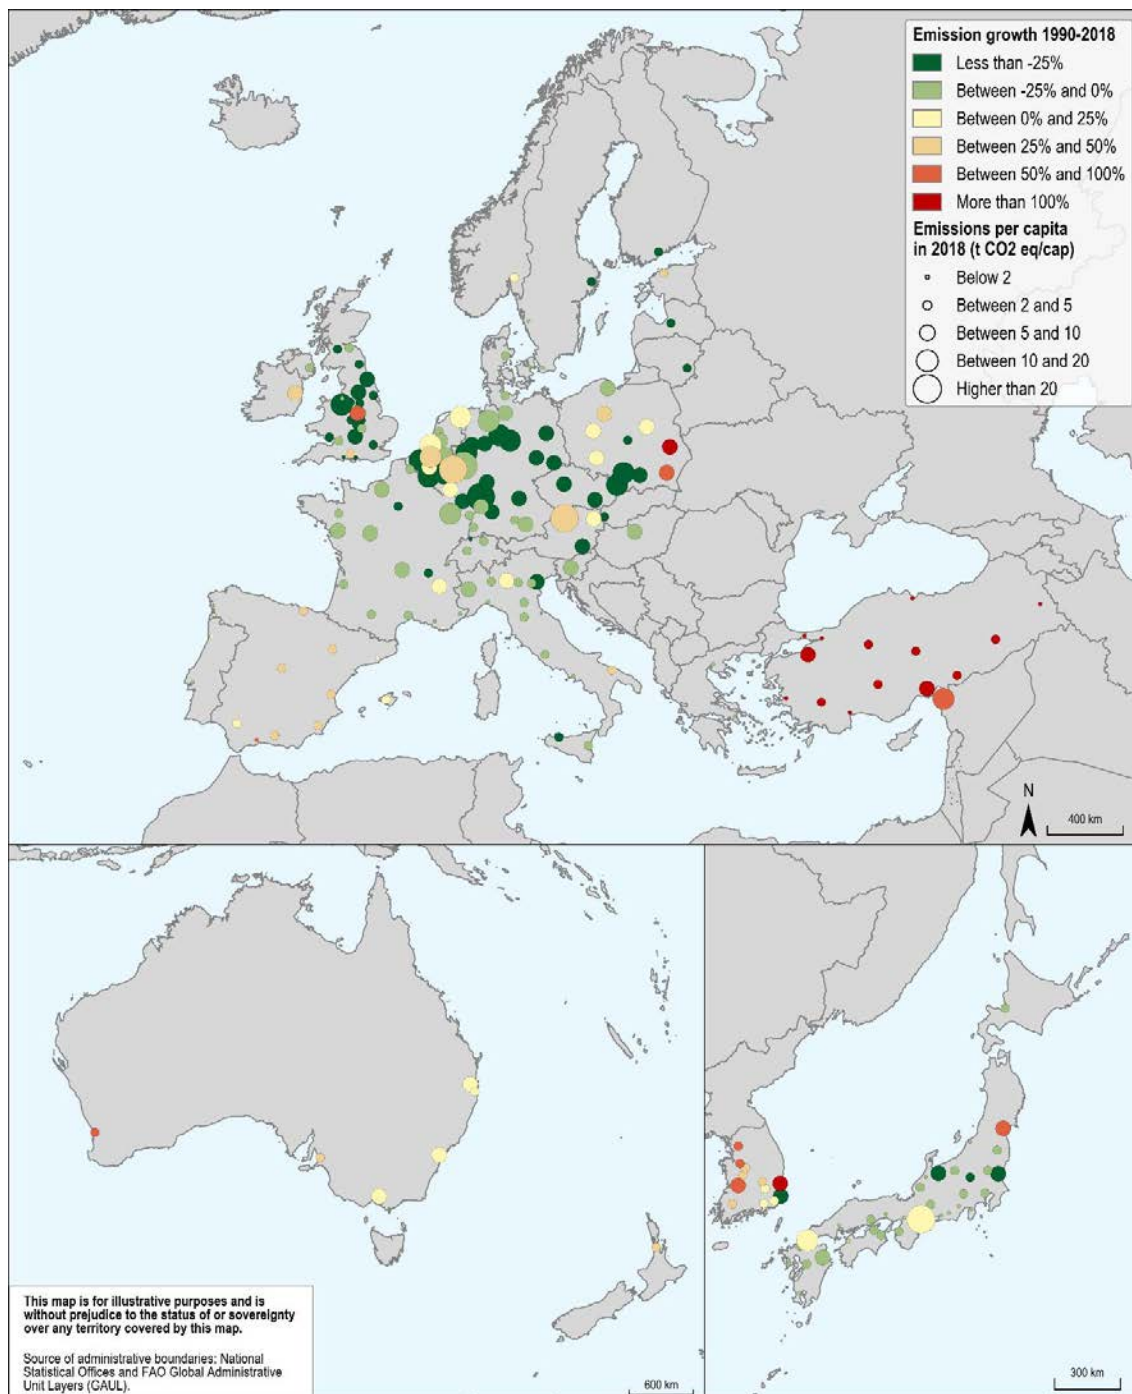 Emission growth 1990-2018
Less than -25%
Between -25% and 0%
Between 0% and 25%
Between 25% and 50%
Between 50% and 100%
More than 100%
Emissions per capita
in 2018 (t CO2 eq/cap)
Below 2
Between 2 and 5
Between 5 and 10
Between 10 and 20
Higher than 20
N
400 km
This map is for illustrative purposes and is
without prejudice to the status of or sovereignty
over any territory covered by this map.
Source of administrative boundaries: National
Statistical Offices and FAO Global Administrative
Unit Layers (GAUL).
600 km
300 km